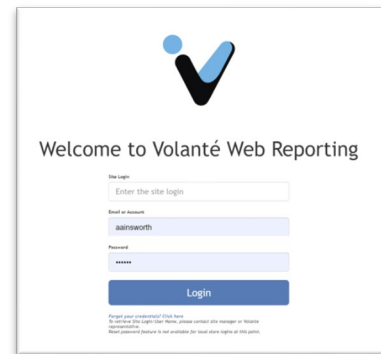 Welcome to Volanté Web Reporting
Site Login
Enter the site login
Email or Account
aainsworth
Password
••••••
Login
Forgot your credentials? Click here
To retrieve Site Login/User Name, please contact site manager or Volante
representative.
Reset password feature is not available for local store logins at this point.